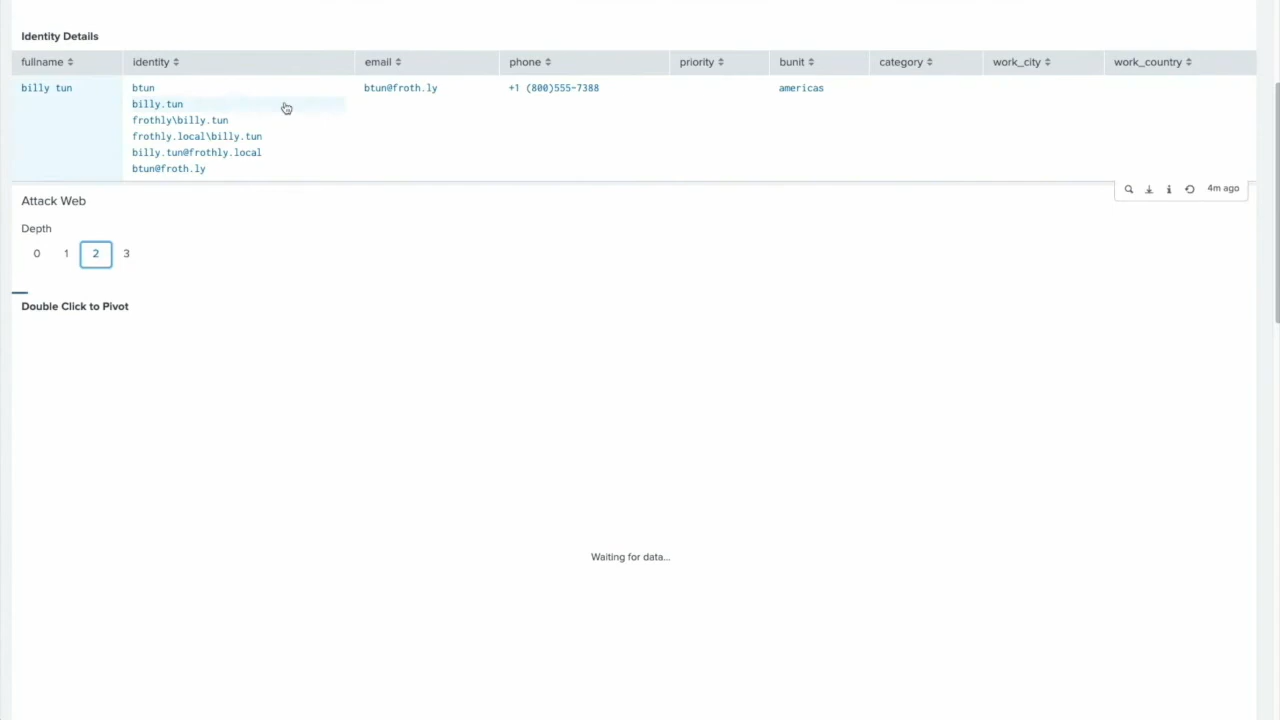 Identity Details
fullname identity email phone priority bunit category work_city work_country
billy tun btun btun@froth.ly +1 (800)555-7388 americas
billy.tun
frothly\billy.tun
frothly.local\billy.tun
billy.tun@frothly.local
btun@froth.ly
4m ago
Attack Web
Depth
0 1 2 3
Double Click to Pivot
Waiting for data...